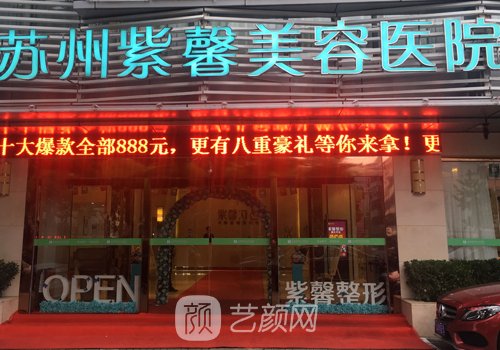 苏州紫馨美容医院
十大爆款全部888元，更有八重豪礼等你来拿！更
OPEN
紫馨整形
颜艺颜网